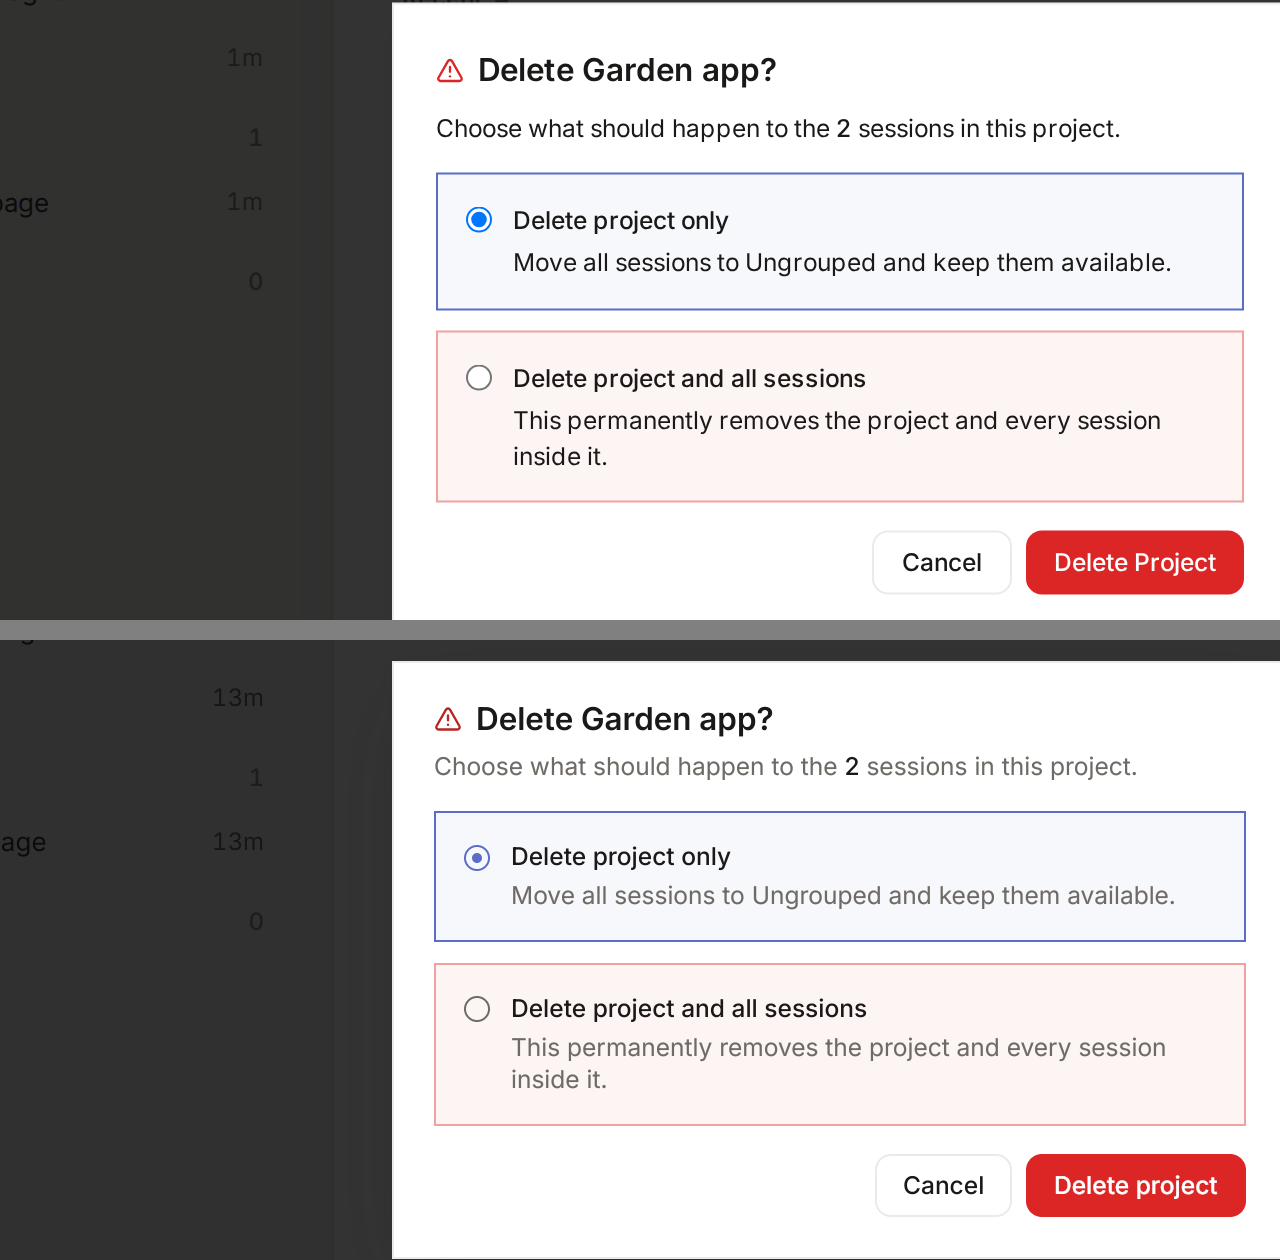 1m
1
page
1m
0
Delete Garden app?
Choose what should happen to the 2 sessions in this project.
Delete project only
Move all sessions to Ungrouped and keep them available.
Delete project and all sessions
This permanently removes the project and every session
inside it.
Cancel
Delete Project
13m
1
age
13m
0
Delete Garden app?
Choose what should happen to the 2 sessions in this project.
Delete project only
Move all sessions to Ungrouped and keep them available.
Delete project and all sessions
This permanently removes the project and every session
inside it.
Cancel
Delete project